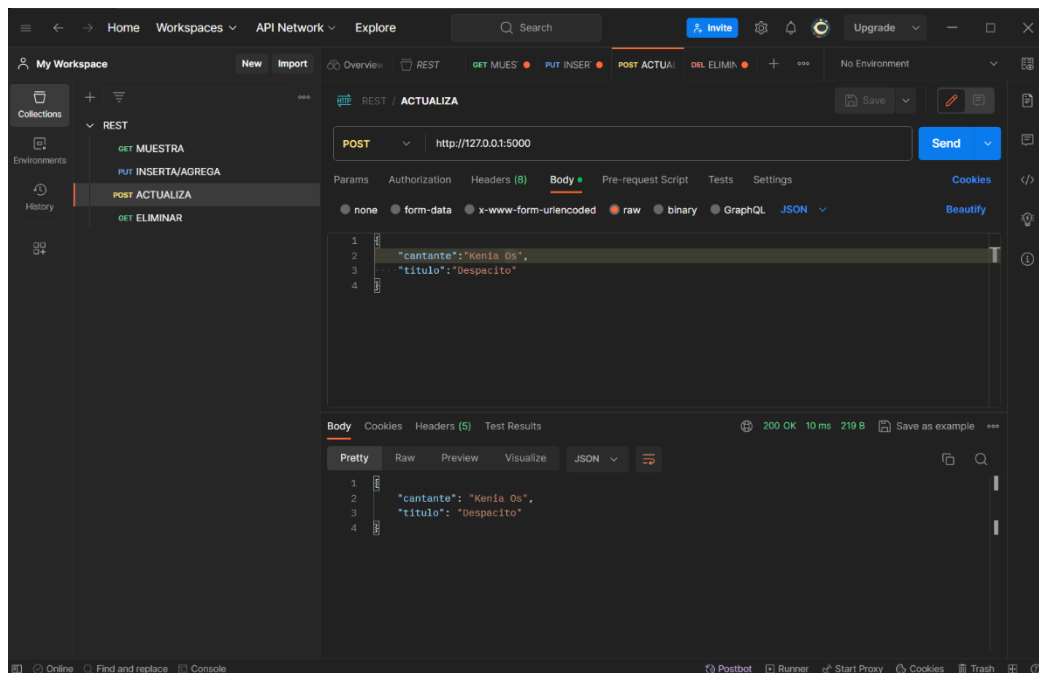 Home Workspaces API Network Explore Search Invite Upgrade
My Workspace New Import Overview REST GET MUES PUT INSER POST ACTUAL DEL ELIMIN No Environment
Collections
Environments
History
REST
GET MUESTRA
PUT INSERTA/AGREGA
POST ACTUALIZA
GET ELIMINAR
HTTP REST / ACTUALIZA Save
POST http://127.0.0.1:5000 Send
Params Authorization Headers (8) Body Pre-request Script Tests Settings Cookies
none form-data x-www-form-urlencoded raw binary GraphQL JSON Beautify
1 {
2 "cantante":"Kenia Os",
3 ····"titulo":"Despacito"
4 }
Body Cookies Headers (5) Test Results 200 OK 10 ms 219 B Save as example
Pretty Raw Preview Visualize JSON
1 {
2 "cantante": "Kenia Os",
3 "titulo": "Despacito"
4 }
Online Find and replace Console Postbot Runner Start Proxy Cookies Trash